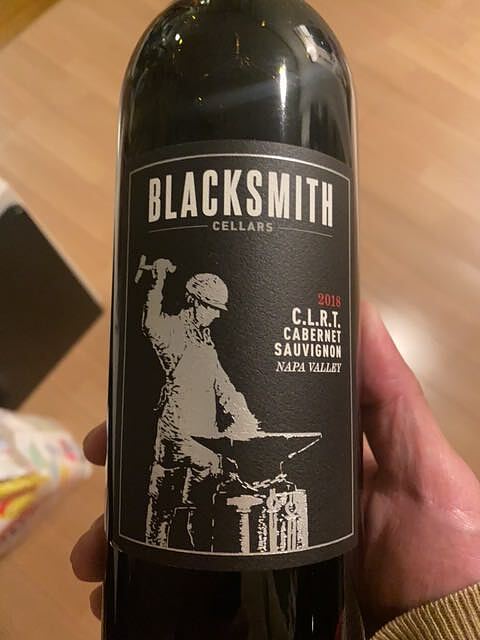 BLACKSMITH
CELLARS
2018
C.L.R.T.
CABERNET
SAUVIGNON
NAPA VALLEY